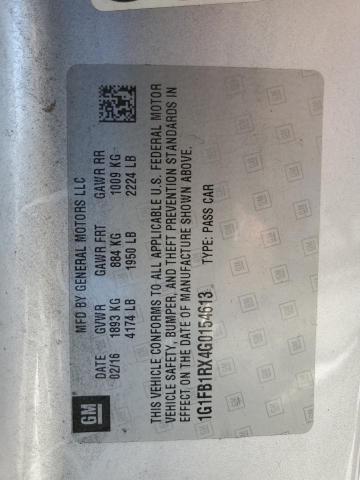 GM
MFD BY GENERAL MOTORS LLC
DATE GVWR GAWR FRT GAWR RR
02/16 1893 KG 884 KG 1009 KG
4174 LB 1950 LB 2224 LB
THIS VEHICLE CONFORMS TO ALL APPLICABLE U.S. FEDERAL MOTOR
VEHICLE SAFETY, BUMPER, AND THEFT PREVENTION STANDARDS IN
EFFECT ON THE DATE OF MANUFACTURE SHOWN ABOVE.
1G1FB1RX4G0154613 TYPE: PASS CAR